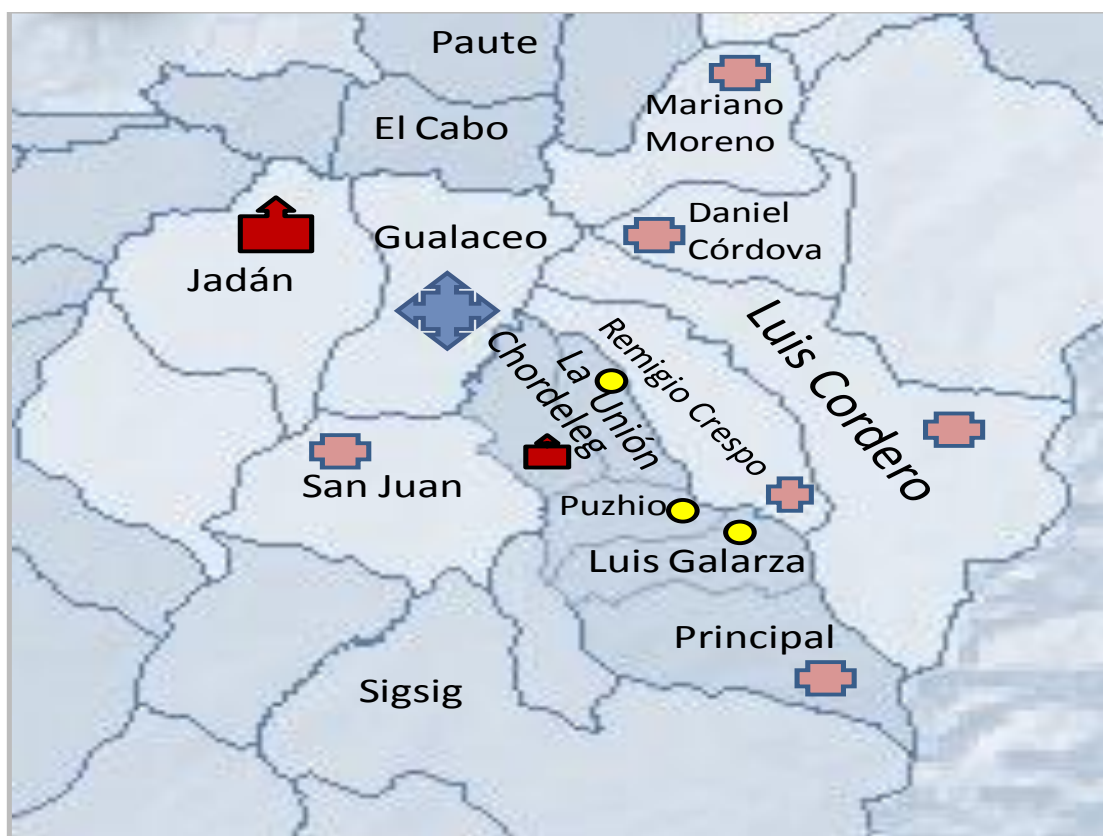 Paute
El Cabo
Mariano
Moreno
Daniel
Córdova
Gualaceo
Jadán
Luis Cordero
Remigio Crespo
La Unión
Chordeleg
San Juan
Puzhio
Luis Galarza
Principal
Sigsig